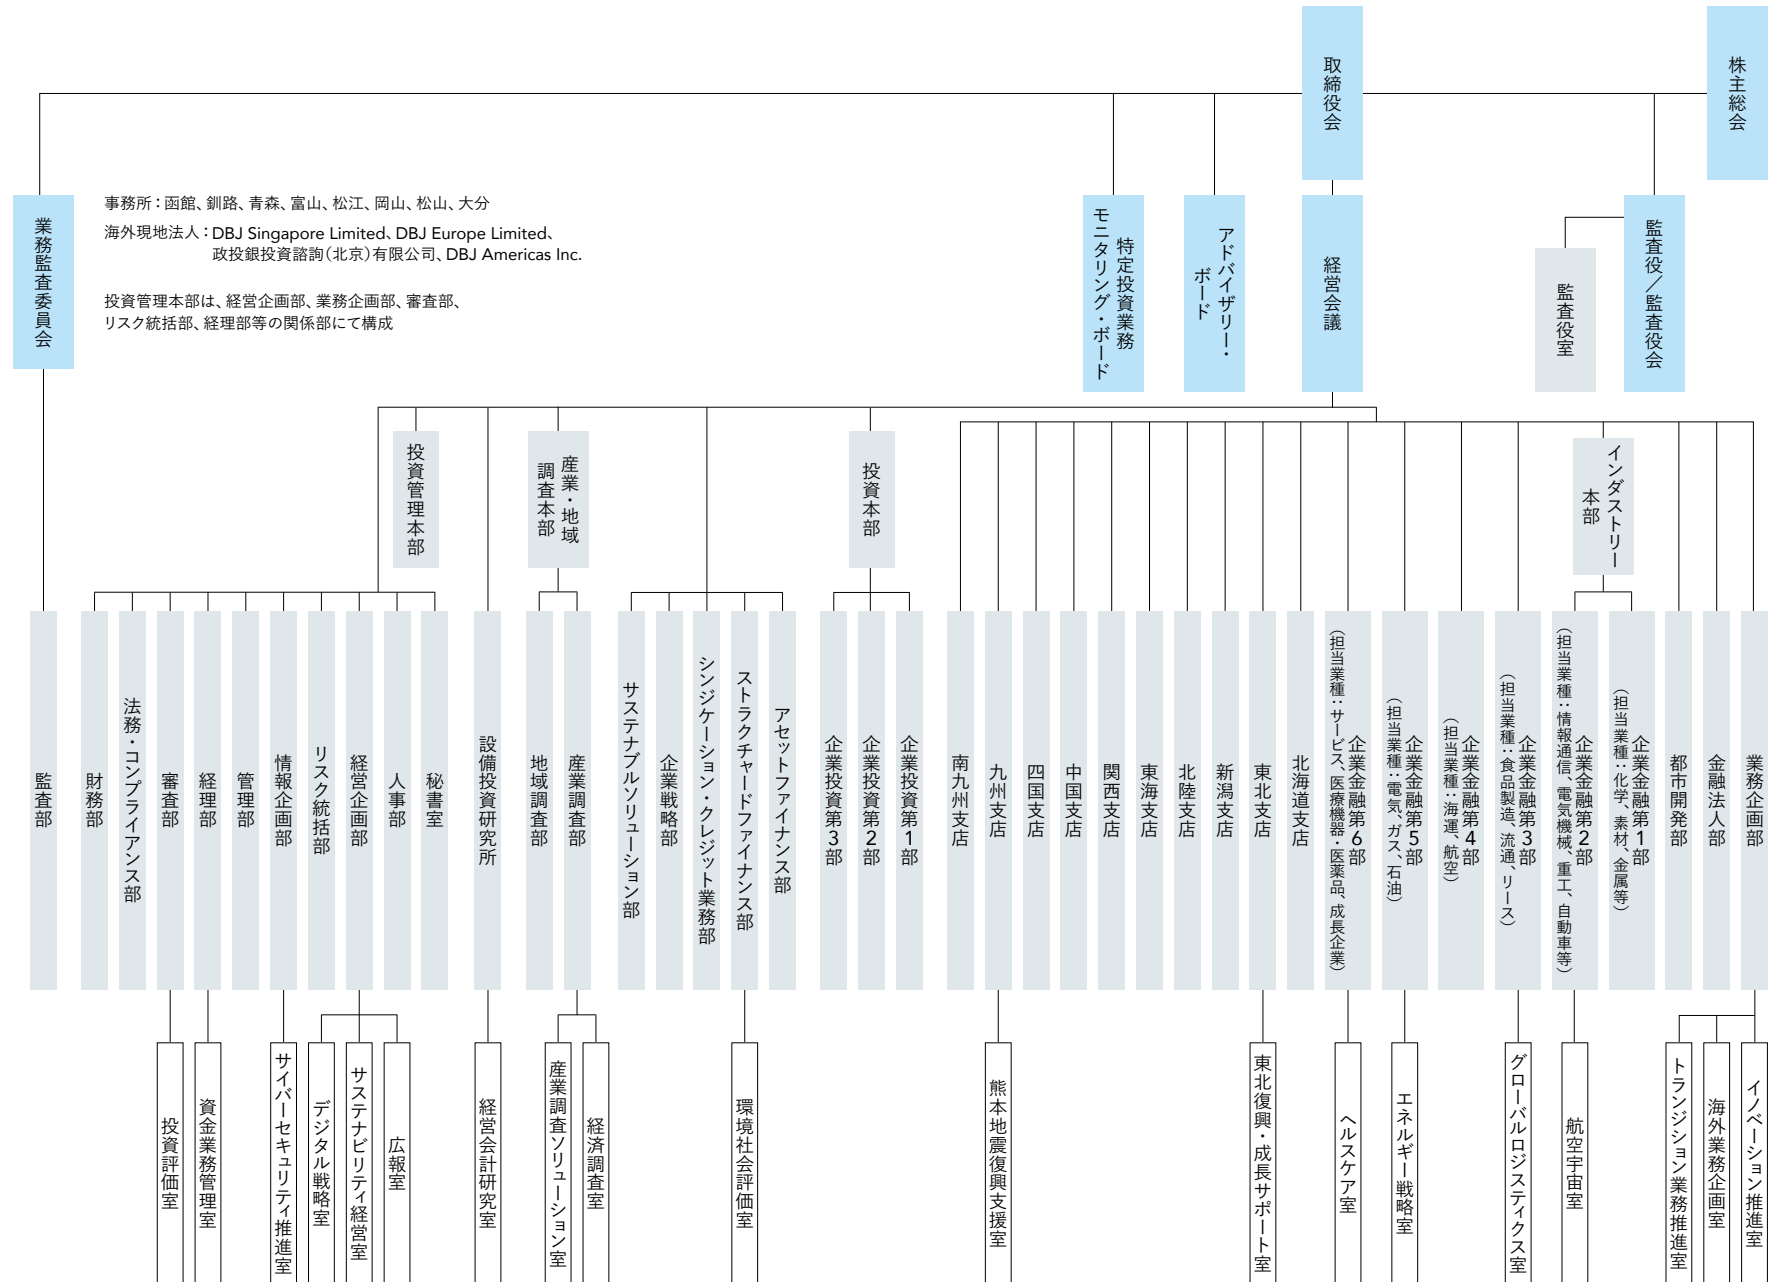 株主総会
取締役会
監査役／監査役会
監査役室
経営会議
アドバイザリー・
ボード
特定投資業務
モニタリング・ボード
業務監査委員会
事務所：函館、釧路、青森、富山、松江、岡山、松山、大分
海外現地法人：DBJ Singapore Limited、DBJ Europe Limited、
政投銀投資諮詢（北京）有限公司、DBJ Americas Inc.
投資管理本部は、経営企画部、業務企画部、審査部、
リスク統括部、経理部等の関係部にて構成
インダストリー
本部
投資本部
産業・地域
調査本部
投資管理本部
業務企画部
金融法人部
都市開発部
企業金融第1部
（担当業種：化学、素材、金属等）
企業金融第2部
（担当業種：情報通信、電気機械、重工、自動車等）
企業金融第3部
（担当業種：食品製造、流通、リース）
企業金融第4部
（担当業種：海運、航空）
企業金融第5部
（担当業種：電気、ガス、石油）
企業金融第6部
（担当業種：サービス、医療機器・医薬品、成長企業）
北海道支店
東北支店
新潟支店
北陸支店
東海支店
関西支店
中国支店
四国支店
九州支店
南九州支店
企業投資第1部
企業投資第2部
企業投資第3部
アセットファイナンス部
ストラクチャードファイナンス部
シンジケーション・クレジット業務部
企業戦略部
サステナブルソリューション部
産業調査部
地域調査部
設備投資研究所
秘書室
人事部
経営企画部
リスク統括部
情報企画部
管理部
経理部
審査部
法務・コンプライアンス部
財務部
監査部
イノベーション推進室
海外業務企画室
トランジション業務推進室
航空宇宙室
グローバルロジスティクス室
エネルギー戦略室
ヘルスケア室
東北復興・成長サポート室
熊本地震復興支援室
環境社会評価室
経済調査室
産業調査ソリューション室
経営会計研究室
広報室
サステナビリティ経営室
デジタル戦略室
サイバーセキュリティ推進室
資金業務管理室
投資評価室